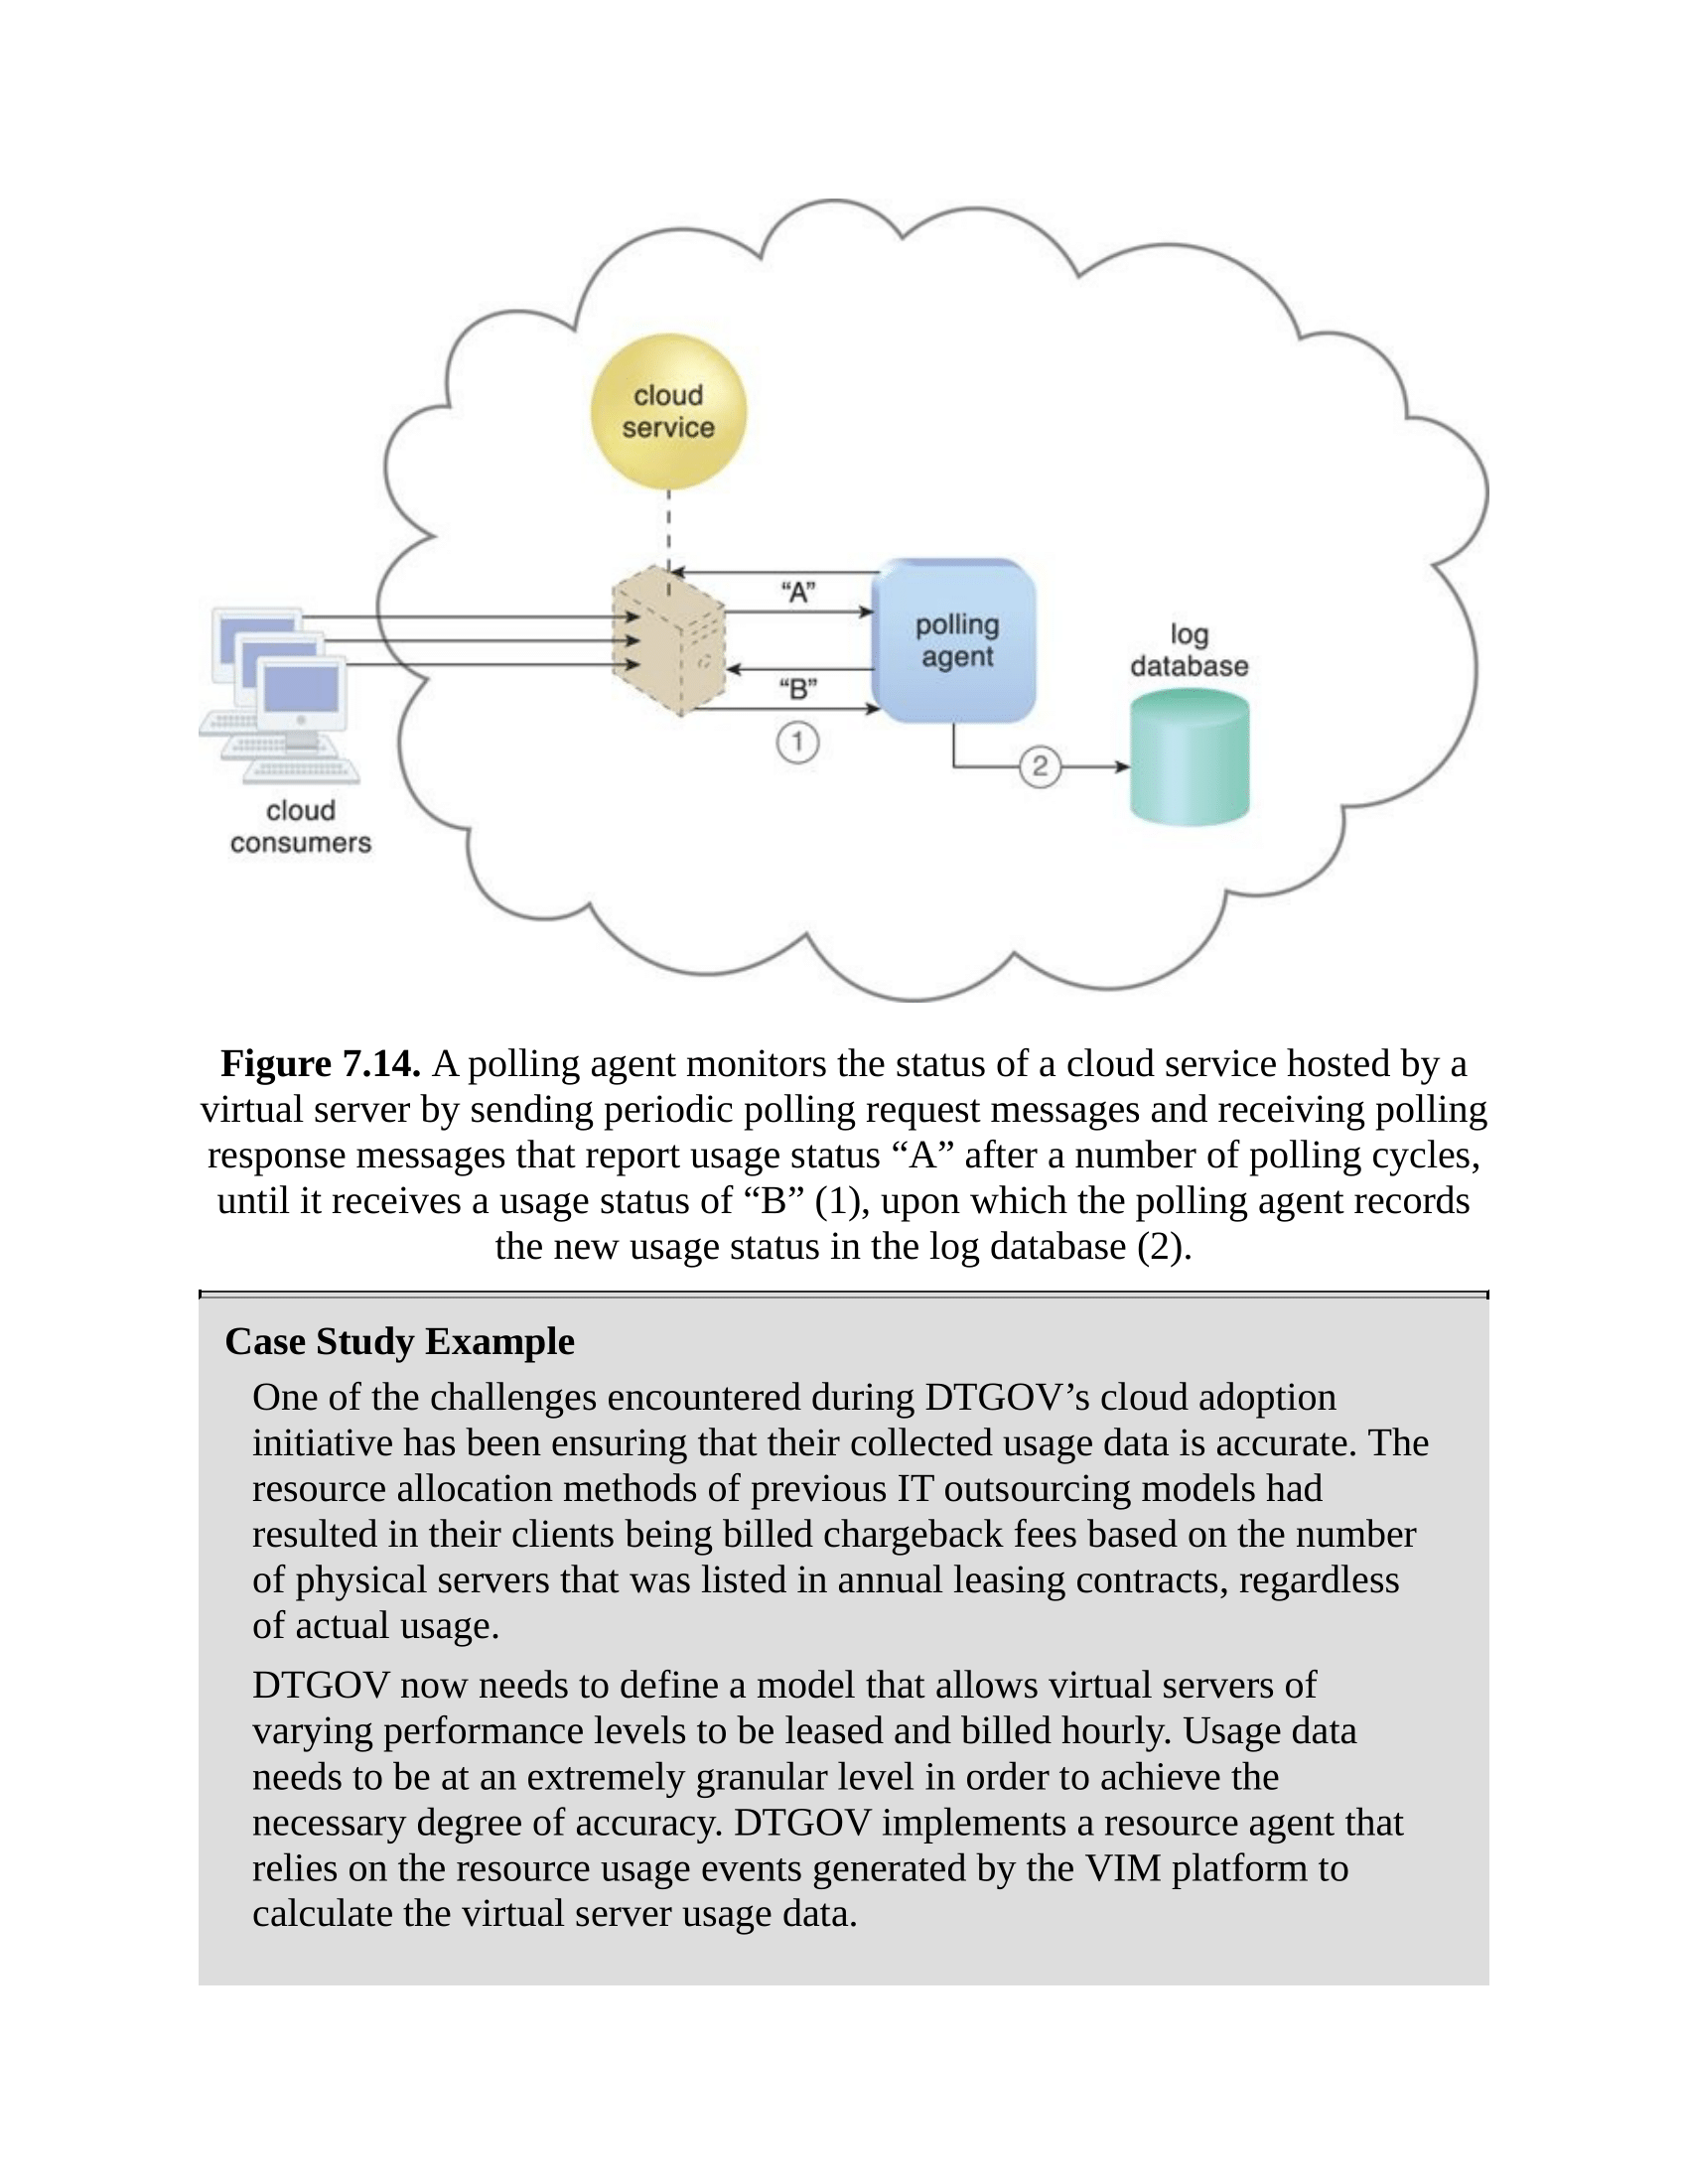 cloud
service
“A”
polling
agent
log
database
“B”
1
2
cloud
consumers
Figure 7.14. A polling agent monitors the status of a cloud service hosted by a
virtual server by sending periodic polling request messages and receiving polling
response messages that report usage status “A” after a number of polling cycles,
until it receives a usage status of “B” (1), upon which the polling agent records
the new usage status in the log database (2).
Case Study Example
One of the challenges encountered during DTGOV’s cloud adoption
initiative has been ensuring that their collected usage data is accurate. The
resource allocation methods of previous IT outsourcing models had
resulted in their clients being billed chargeback fees based on the number
of physical servers that was listed in annual leasing contracts, regardless
of actual usage.
DTGOV now needs to define a model that allows virtual servers of
varying performance levels to be leased and billed hourly. Usage data
needs to be at an extremely granular level in order to achieve the
necessary degree of accuracy. DTGOV implements a resource agent that
relies on the resource usage events generated by the VIM platform to
calculate the virtual server usage data.